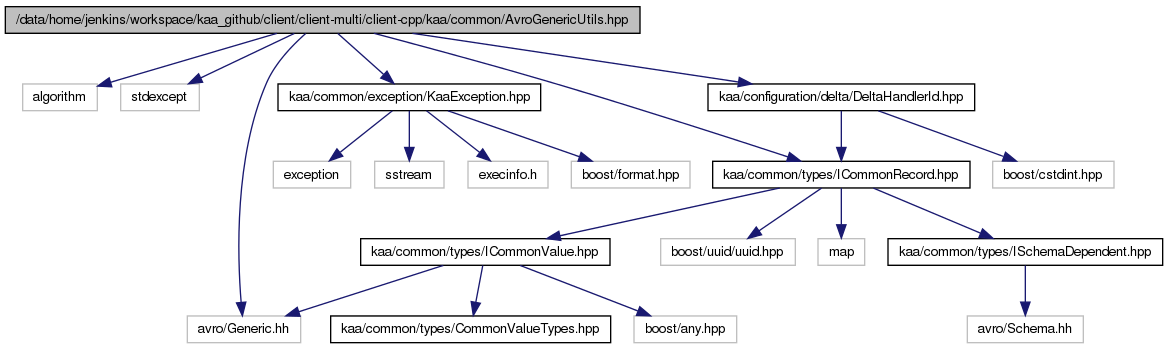 /data/home/jenkins/workspace/kaa_github/client/client-multi/client-cpp/kaa/common/AvroGenericUtils.hpp
algorithm
stdexcept
kaa/common/exception/KaaException.hpp
kaa/configuration/delta/DeltaHandlerId.hpp
exception
sstream
execinfo.h
boost/format.hpp
kaa/common/types/ICommonRecord.hpp
boost/cstdint.hpp
kaa/common/types/ICommonValue.hpp
boost/uuid/uuid.hpp
map
kaa/common/types/ISchemaDependent.hpp
avro/Generic.hh
kaa/common/types/CommonValueTypes.hpp
boost/any.hpp
avro/Schema.hh